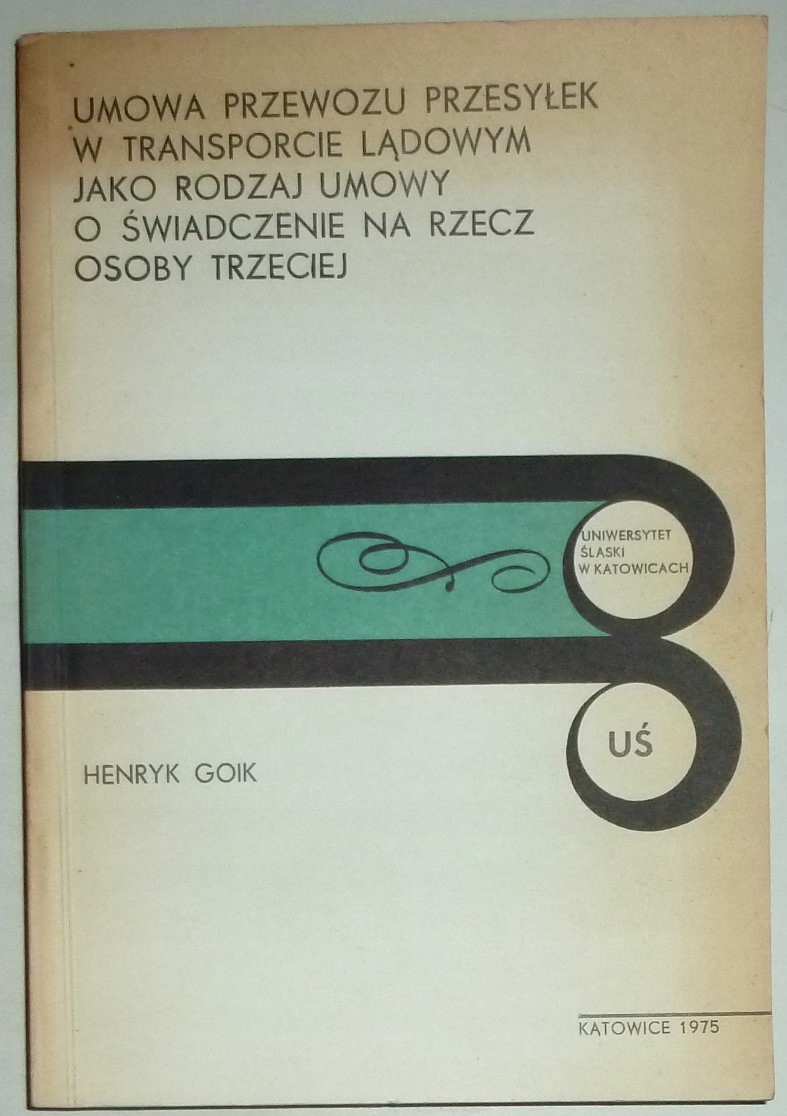 UMOWA PRZEWOZU PRZESYŁEK
W TRANSPORCIE LĄDOWYM
JAKO RODZAJ UMOWY
O ŚWIADCZENIE NA RZECZ
OSOBY TRZECIEJ
UNIWERSYTET
ŚLASKI
W KATOWICACH
UŚ
HENRYK GOIK
KATOWICE 1975